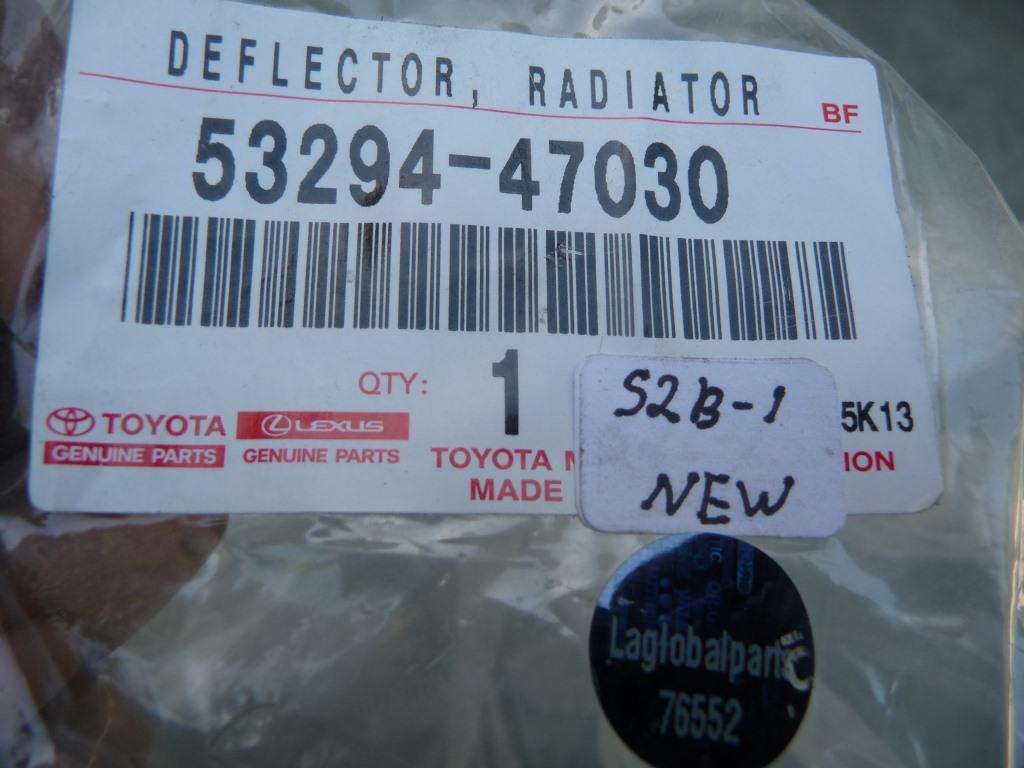 DEFLECTOR, RADIATOR
BF
53294-47030
QTY: 1
S2B-1
NEW
5K13
TOYOTA
GENUINE PARTS
LEXUS
GENUINE PARTS
TOYOTA
ION
MADE
Laglobalparts
76552